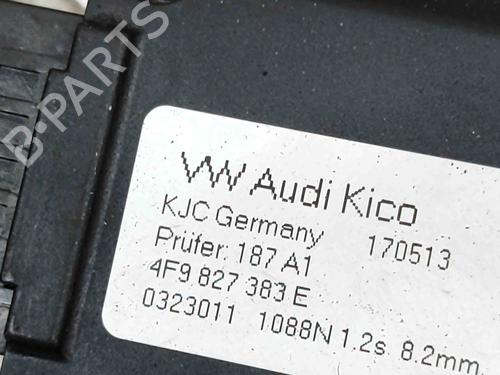 B-PARTS
VW Audi Kico
KJC Germany 170513
Prüfer: 187 A1
4F9 827 383 E
0323011 1088N 1.2s 8.2mm